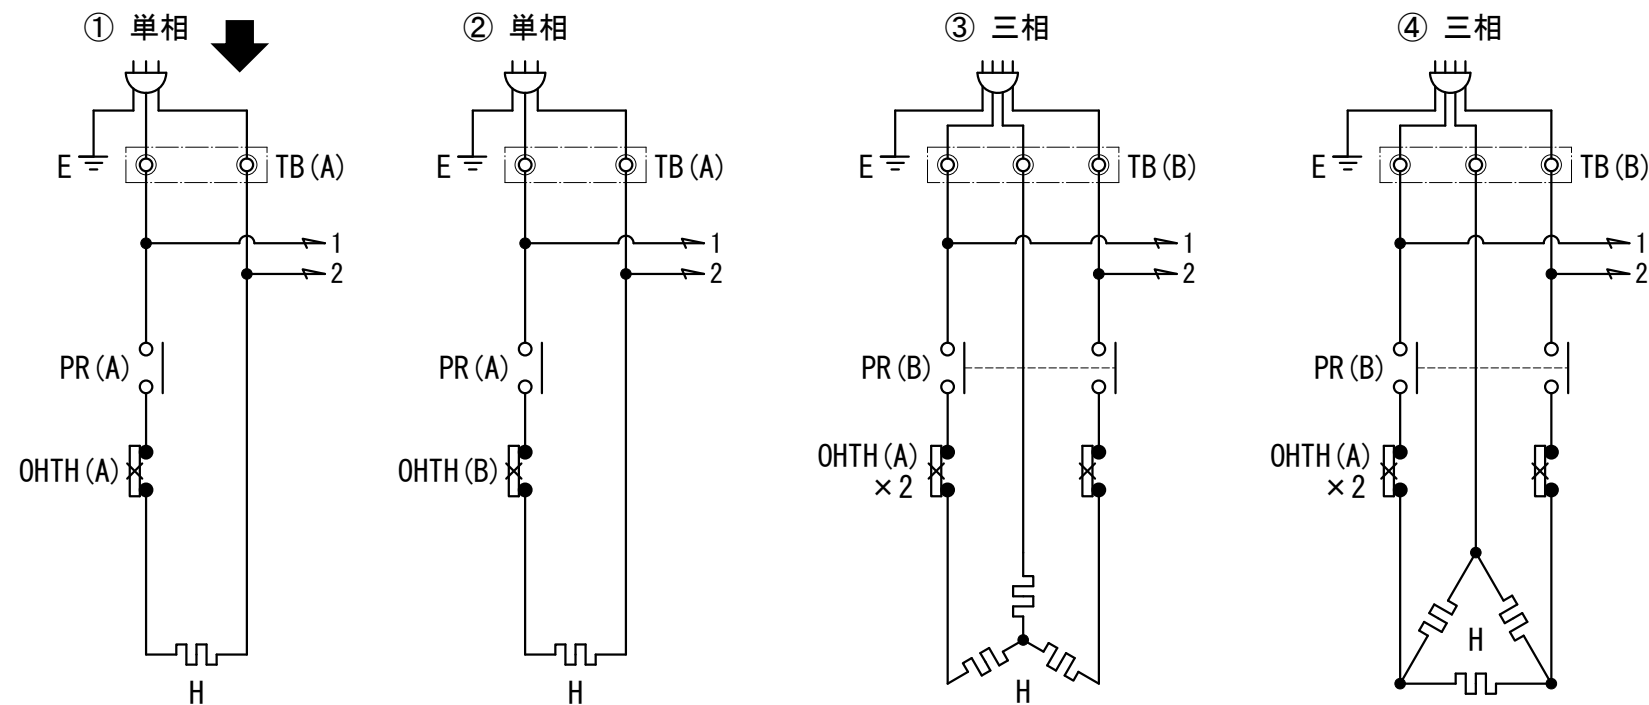 ① 単相
② 単相
③ 三相
④ 三相
E TB(A)
E TB(A)
E TB(B)
E TB(B)
1
1
1
1
2
2
2
2
PR(A)
PR(A)
PR(B)
PR(B)
OHTH(A)
OHTH(B)
OHTH(A)
×2
OHTH(A)
×2
H
H
H
H